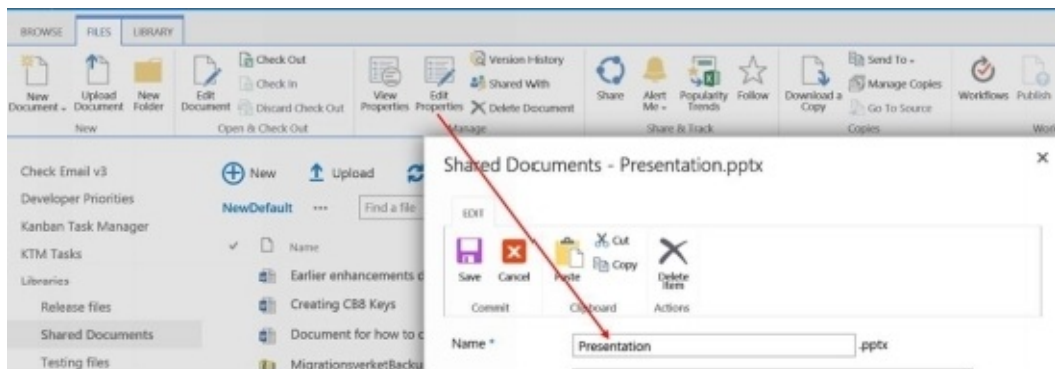 BROWSE FILES LIBRARY
New Document
Upload Document
New Folder
New
Edit Document
Check Out
Check In
Discard Check Out
Open & Check Out
View Properties
Edit Properties
Version History
Shared With
Delete Document
Manage
Share
Alert Me
Popularity Trends
Follow
Share & Track
Download a Copy
Send To
Manage Copies
Go To Source
Copies
Workflows
Publish
Wor
Check Email v3
Developer Priorities
Kanban Task Manager
KTM Tasks
Libraries
Release files
Shared Documents
Testing files
New Upload
NewDefault ... Find a file
Name
Earlier enhancements
Creating CB8 Keys
Document for how to
MigrationsverketBacku
Shared Documents - Presentation.pptx
EDIT
Save
Cancel
Commit
Paste
Cut
Copy
Clipboard
Delete Item
Actions
Name * Presentation .pptx